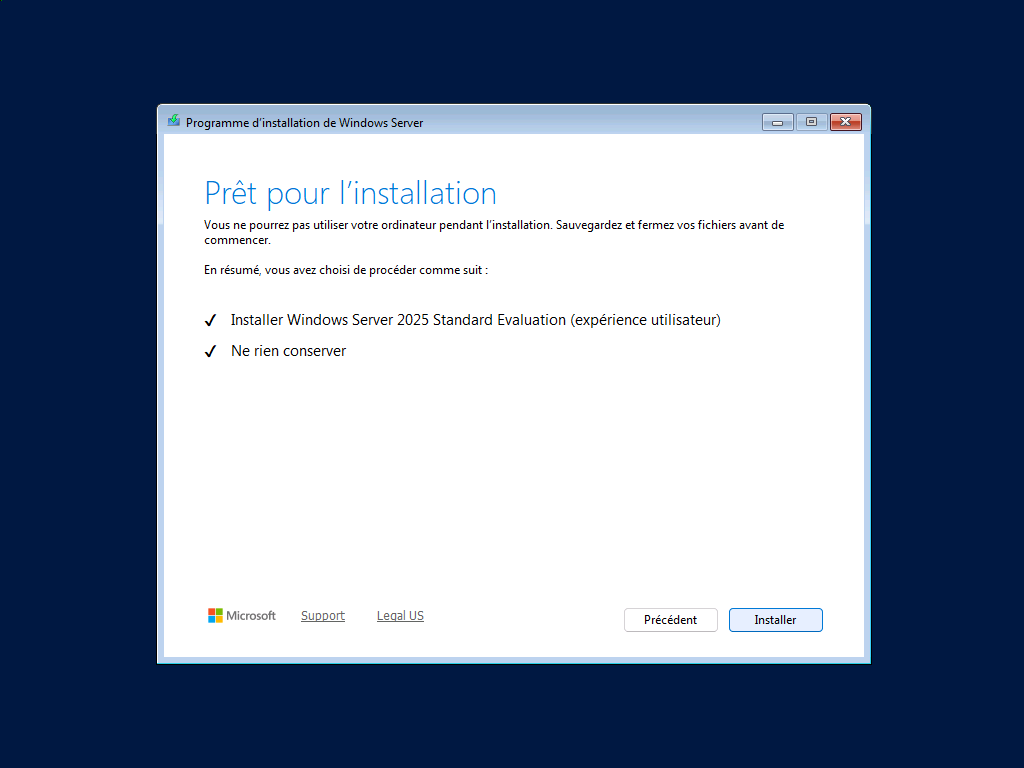 Programme d'installation de Windows Server
Prêt pour l'installation
Vous ne pourrez pas utiliser votre ordinateur pendant l'installation. Sauvegardez et fermez vos fichiers avant de
commencer.
En résumé, vous avez choisi de procéder comme suit :
Installer Windows Server 2025 Standard Evaluation (expérience utilisateur)
Ne rien conserver
Microsoft Support Legal US
Précédent Installer